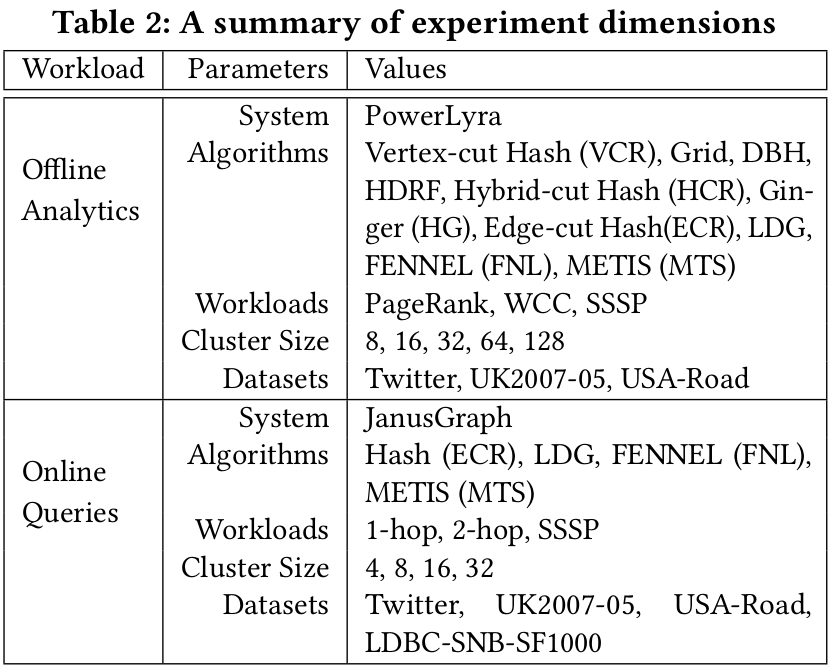 Table 2: A summary of experiment dimensions
Workload Parameters Values
Offline Analytics
System PowerLyra
Algorithms Vertex-cut Hash (VCR), Grid, DBH,
HDRF, Hybrid-cut Hash (HCR), Gin-
ger (HG), Edge-cut Hash(ECR), LDG,
FENNEL (FNL), METIS (MTS)
Workloads PageRank, WCC, SSSP
Cluster Size 8, 16, 32, 64, 128
Datasets Twitter, UK2007-05, USA-Road
Online Queries
System JanusGraph
Algorithms Hash (ECR), LDG, FENNEL (FNL),
METIS (MTS)
Workloads 1-hop, 2-hop, SSSP
Cluster Size 4, 8, 16, 32
Datasets Twitter, UK2007-05, USA-Road,
LDBC-SNB-SF1000